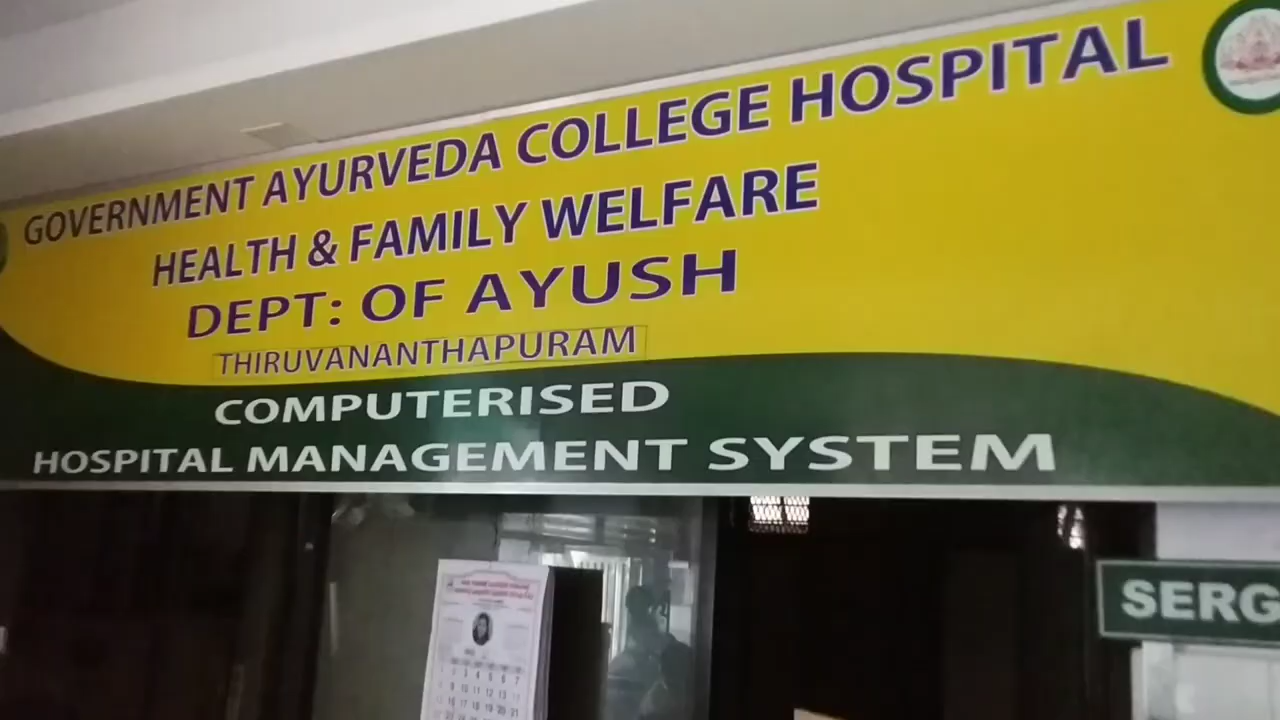 GOVERNMENT AYURVEDA COLLEGE HOSPITAL
HEALTH & FAMILY WELFARE
DEPT: OF AYUSH
THIRUVANANTHAPURAM
COMPUTERISED
HOSPITAL MANAGEMENT SYSTEM
SERG